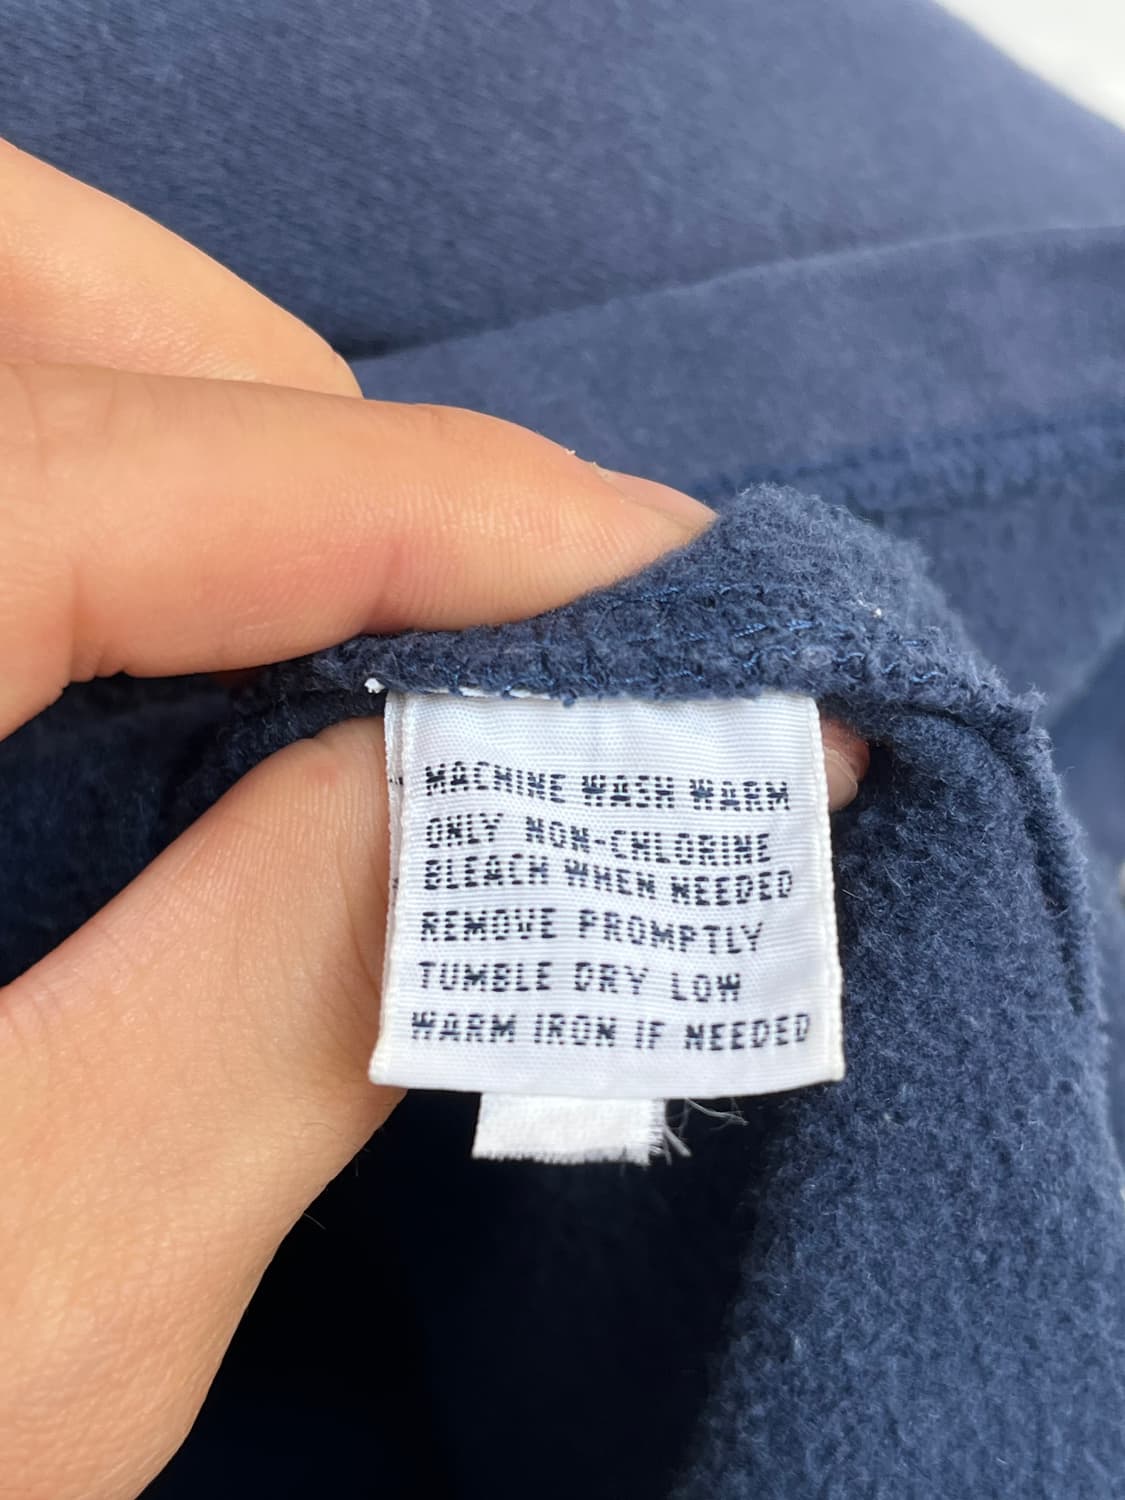 MACHINE WASH WARM
ONLY NON-CHLORINE
BLEACH WHEN NEEDED
REMOVE PROMPTLY
TUMBLE DRY LOW
WARM IRON IF NEEDED